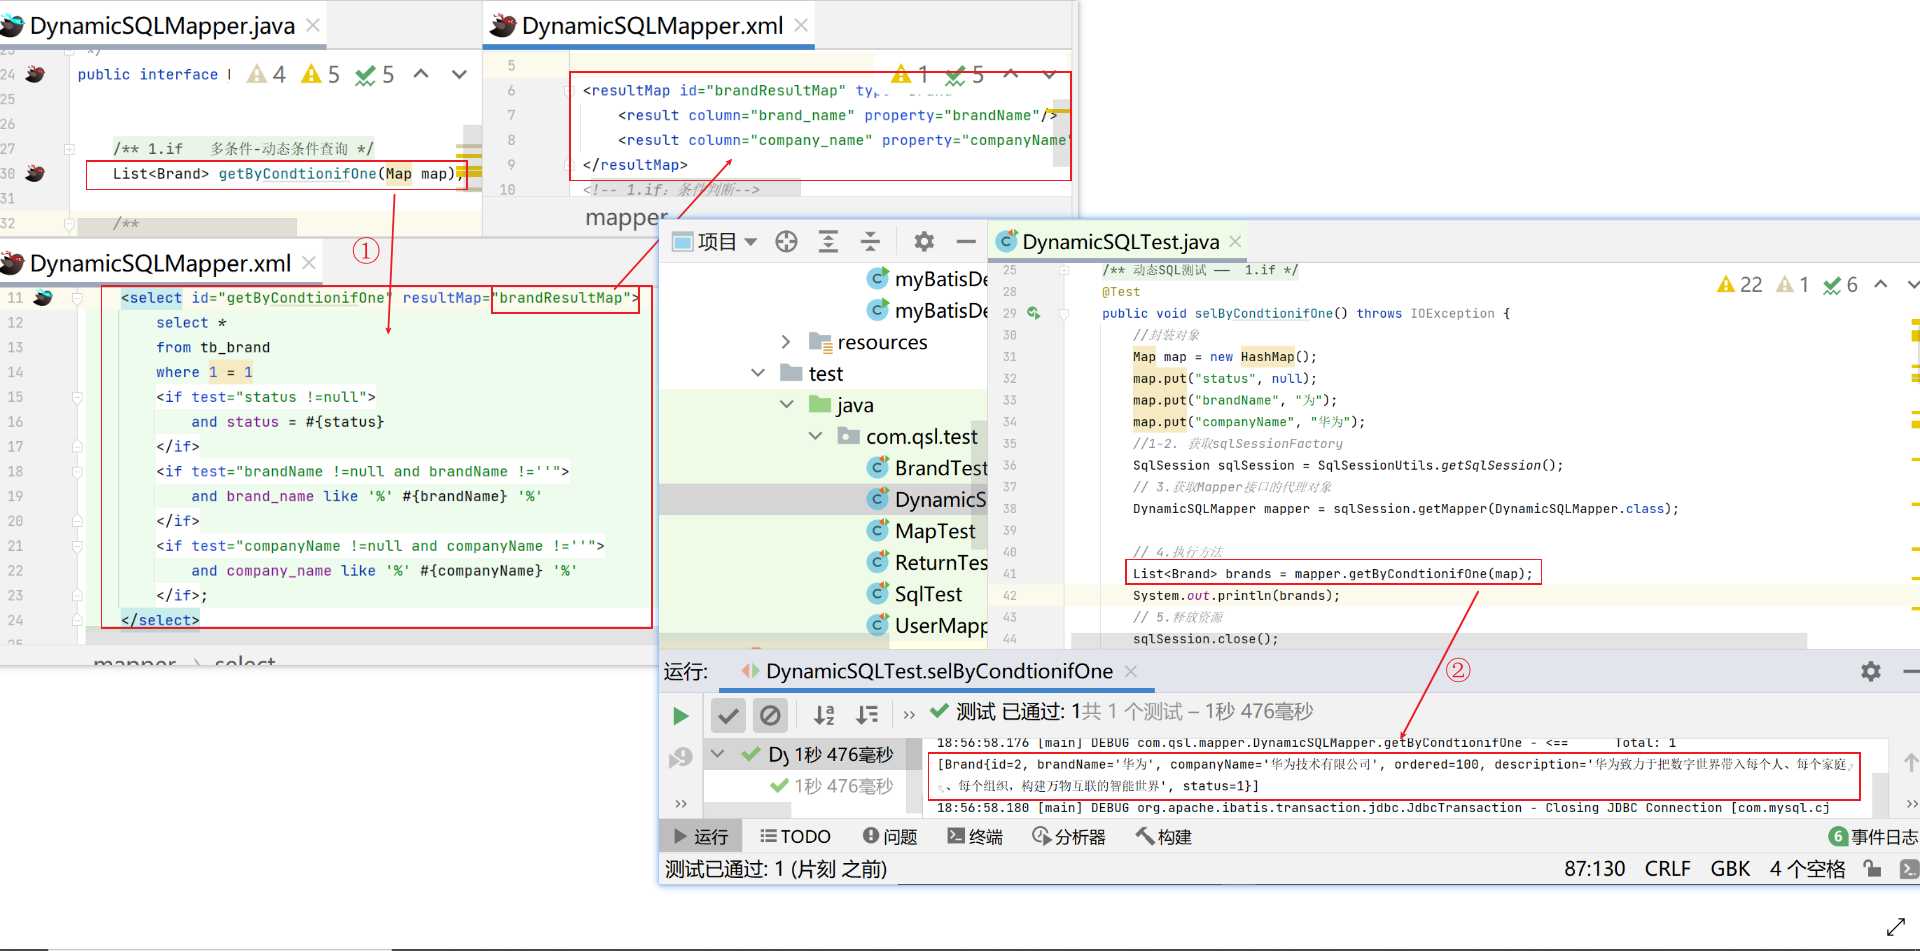 DynamicSQLMapper.java
24 public interface
4 5 5
25
26
27 /** 1.if 多条件-动态条件查询 */
30 List<Brand> getByCondtionifOne(Map map);
31
32 /**
DynamicSQLMapper.xml
1 5
5
6 <resultMap id="brandResultMap"
7 <result column="brand_name" property="brandName"/>
8 <result column="company_name" property="companyName"
9 </resultMap>
10 <!-- 1.if：条件判断-->
mapper
①
DynamicSQLMapper.xml
11 <select id="getByCondtionifOne" resultMap="brandResultMap">
12 select *
13 from tb_brand
14 where 1 = 1
15 <if test="status !=null">
16 and status = #{status}
17 </if>
18 <if test="brandName !=null and brandName !=''">
19 and brand_name like '%' #{brandName} '%'
20 </if>
21 <if test="companyName !=null and companyName !=''">
22 and company_name like '%' #{companyName} '%'
23 </if>;
24 </select>
mapper › select
项目
myBatisDe
myBatisDe
resources
test
java
com.qsl.test
BrandTest
DynamicS
MapTest
ReturnTes
SqlTest
UserMapp
DynamicSQLTest.java
22 1 6
25 /** 动态SQL测试 —— 1.if */
28 @Test
29 public void selByCondtionifOne() throws IOException {
30 //封装对象
31 Map map = new HashMap();
32 map.put("status", null);
33 map.put("brandName", "为");
34 map.put("companyName", "华为");
35 //1-2. 获取sqlSessionFactory
36 SqlSession sqlSession = SqlSessionUtils.getSqlSession();
37 // 3.获取Mapper接口的代理对象
38 DynamicSQLMapper mapper = sqlSession.getMapper(DynamicSQLMapper.class);
39
40 // 4.执行方法
41 List<Brand> brands = mapper.getByCondtionifOne(map);
42 System.out.println(brands);
43 // 5.释放资源
44 sqlSession.close();
②
运行: DynamicSQLTest.selByCondtionifOne
测试 已通过: 1共 1 个测试 – 1秒 476毫秒
Dy 1秒 476毫秒
1秒 476毫秒
18:56:58.176 [main] DEBUG com.qsl.mapper.DynamicSQLMapper.getByCondtionifOne - <== Total: 1
[Brand{id=2, brandName='华为', companyName='华为技术有限公司', ordered=100, description='华为致力于把数字世界带入每个人、每个家庭
、每个组织，构建万物互联的智能世界', status=1}]
18:56:58.180 [main] DEBUG org.apache.ibatis.transaction.jdbc.JdbcTransaction - Closing JDBC Connection [com.mysql.cj
运行 TODO 问题 终端 分析器 构建 6 事件日志
测试已通过: 1 (片刻 之前) 87:130 CRLF GBK 4 个空格